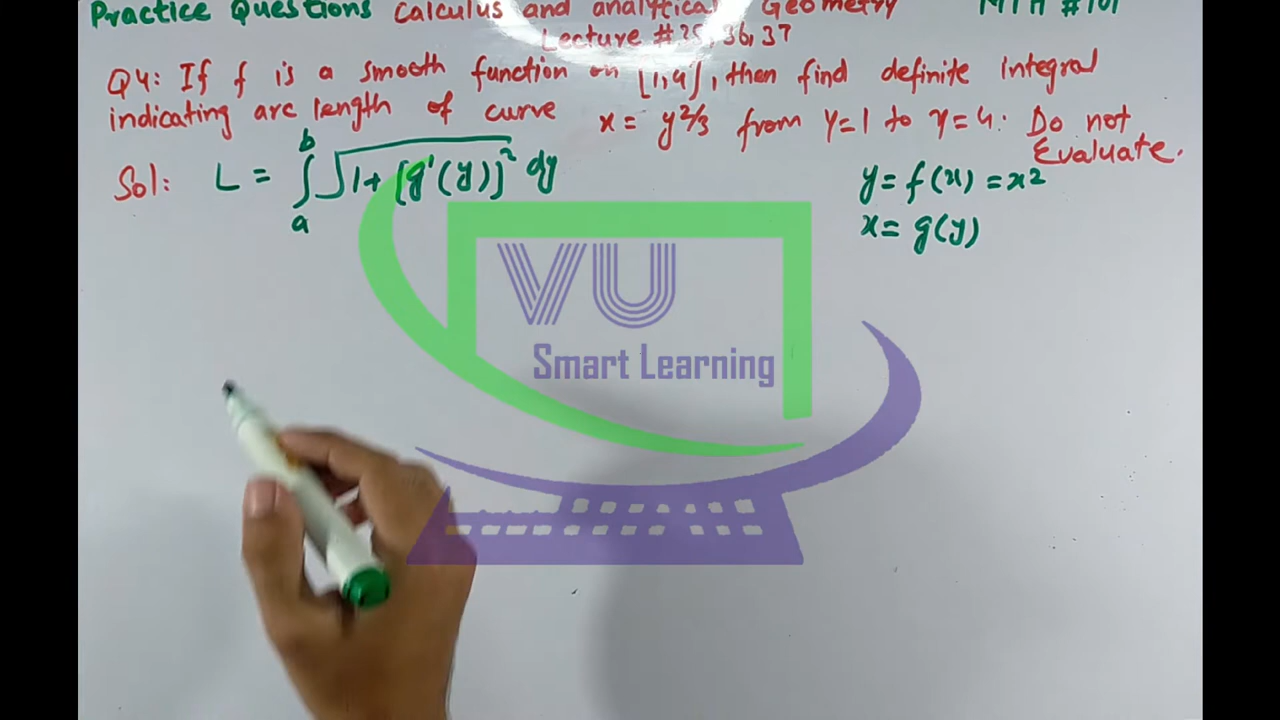 Practice Questions Calculus and analytical Geometry MTH #101
Lecture #35,36,37
Q4: If f is a smooth function on [1,4], then find definite integral
indicating arc length of curve x = y^2/3 from y=1 to y=4. Do not Evaluate.
Sol: L = ∫_a^b √(1+[g'(y)]²) dy
y = f(x) = x²
x = g(y)
VU
Smart Learning